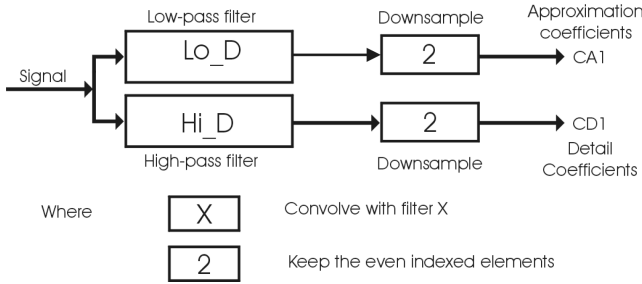 Low-pass filter
Downsample
Approximation
coefficients
Lo_D
2
CA1
Signal
Hi_D
2
CD1
High-pass filter
Downsample
Detail
Coefficients
Where
X
Convolve with filter X
2
Keep the even indexed elements